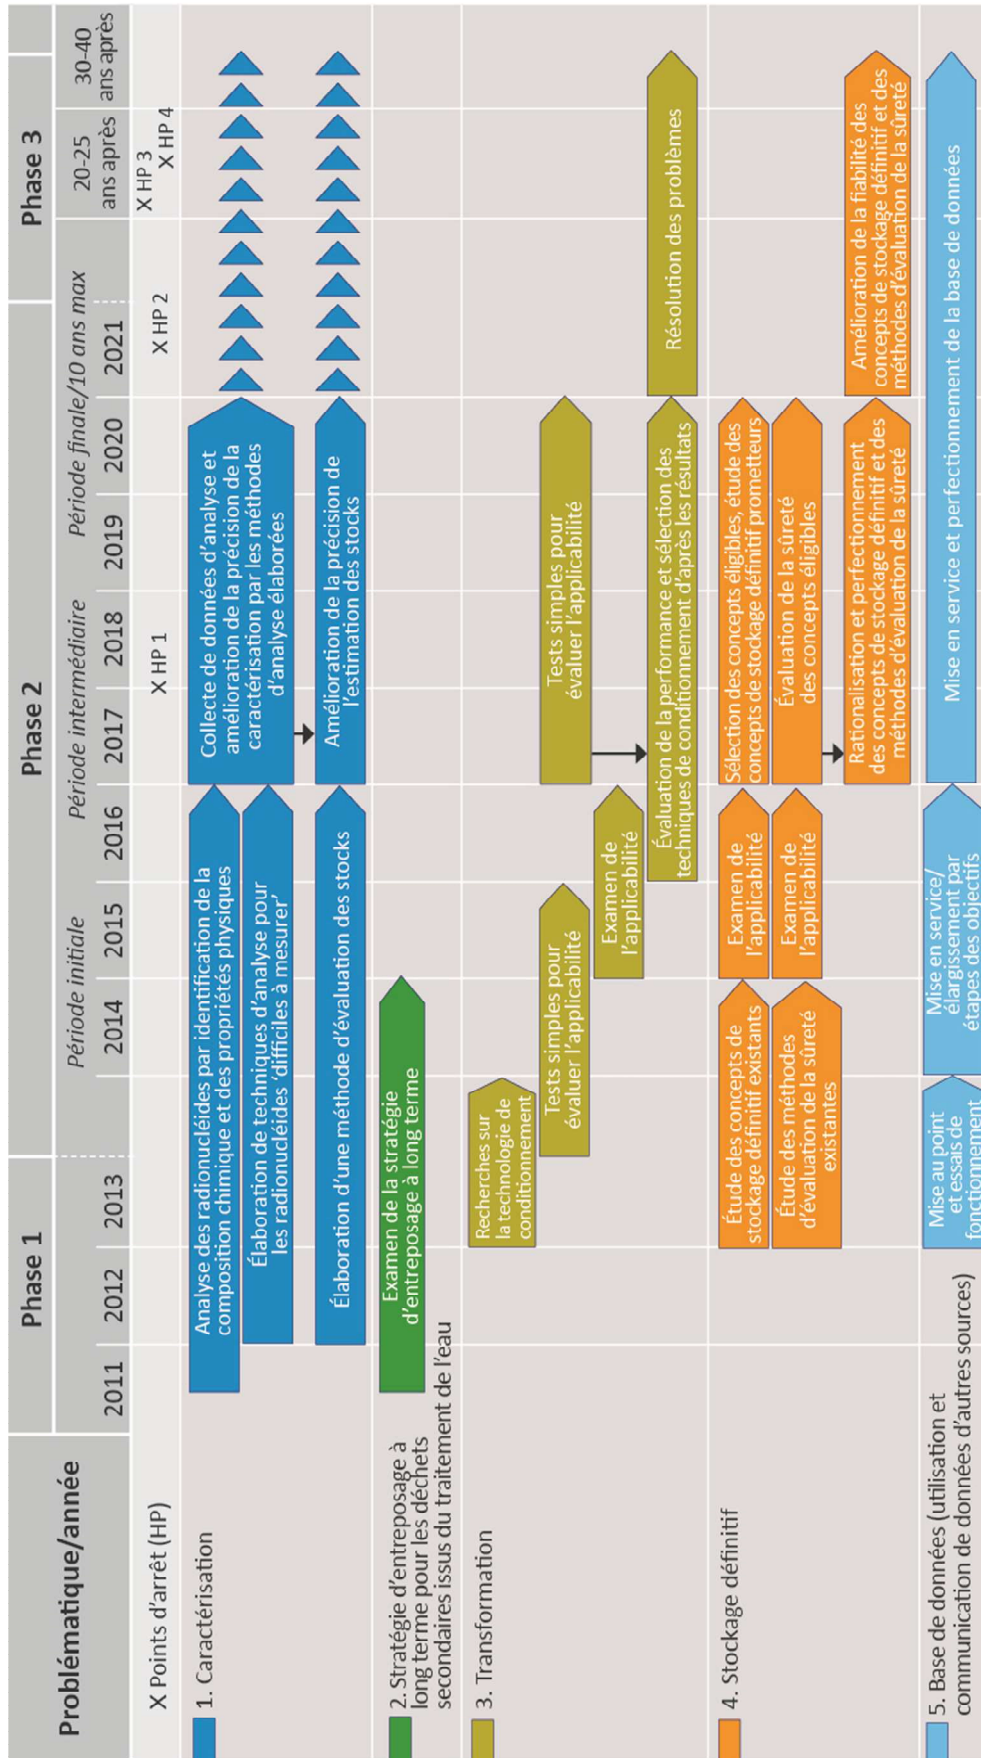 Problématique/année
Phase 1
Phase 2
Phase 3
Période initiale
Période intermédiaire
Période finale/10 ans max
2011
2012
2013
2014
2015
2016
2017
2018
2019
2020
2021
20-25
ans après
30-40
ans après
X Points d'arrêt (HP)
X HP 1
X HP 2
X HP 3
X HP 4
1. Caractérisation
Analyse des radionucléides par identification de la
composition chimique et des propriétés physiques
Élaboration de techniques d'analyse pour
les radionucléides 'difficiles à mesurer'
Collecte de données d'analyse et
amélioration de la précision de la
caractérisation par les méthodes
d'analyse élaborées
Élaboration d'une méthode d'évaluation des stocks
Amélioration de la précision de
l'estimation des stocks
2. Stratégie d'entreposage à
long terme pour les déchets
secondaires issus du traitement de l'eau
Examen de la stratégie
d'entreposage à long terme
3. Transformation
Recherches sur
la technologie de
conditionnement
Tests simples pour
évaluer l'applicabilité
Tests simples pour
évaluer l'applicabilité
Examen de
l'applicabilité
Évaluation de la performance et sélection des
techniques de conditionnement d'après les résultats
Résolution des problèmes
4. Stockage définitif
Étude des concepts de
stockage définitif existants
Examen de
l'applicabilité
Sélection des concepts éligibles, étude des
concepts de stockage définitif prometteurs
Étude des méthodes
d'évaluation de la sûreté
existantes
Examen de
l'applicabilité
Évaluation de la sûreté
des concepts éligibles
Rationalisation et perfectionnement
des concepts de stockage définitif et des
méthodes d'évaluation de la sûreté
Amélioration de la fiabilité des
concepts de stockage définitif et des
méthodes d'évaluation de la sûreté
5. Base de données (utilisation et
communication de données d'autres sources)
Mise au point
et essais de
fonctionnement
Mise en service/
élargissement par
étapes des objectifs
Mise en service et perfectionnement de la base de données